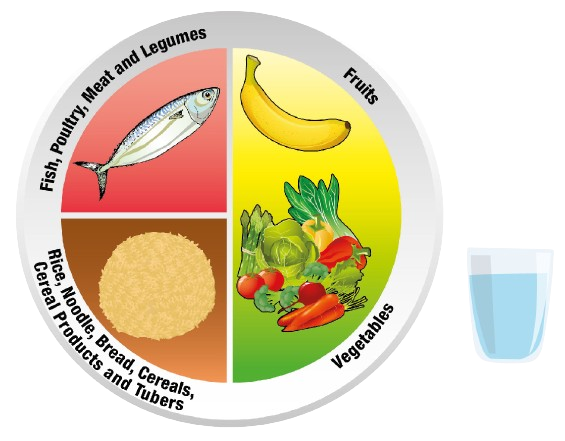 Fish, Poultry, Meat and Legumes
Fruits
Rice, Noodle, Bread, Cereals,
Cereal Products and Tubers
Vegetables